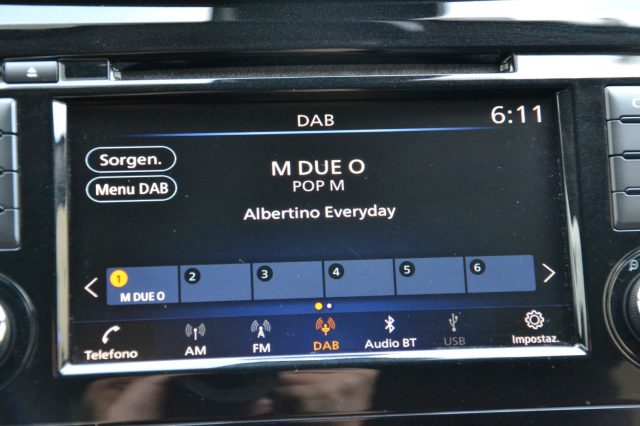 DAB 6:11
Sorgen.
Menu DAB
M DUE O
POP M
Albertino Everyday
1 2 3 4 5 6
M DUE O
Telefono AM FM DAB Audio BT USB Impostaz.